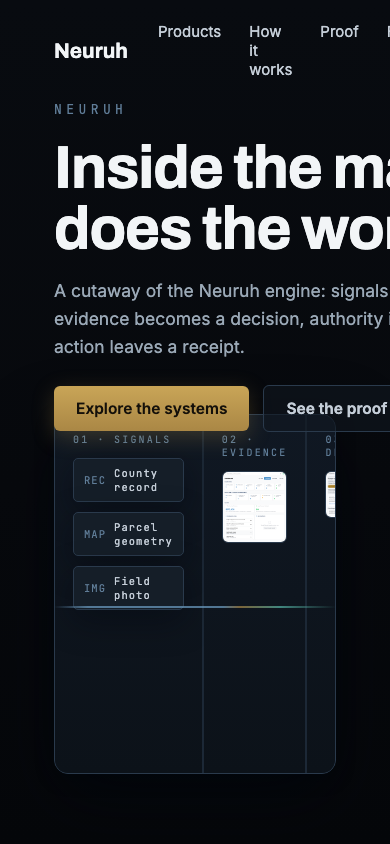 Neuruh
Products
How
it
works
Proof
NEURUH
Inside the ma
does the wor
A cutaway of the Neuruh engine: signals
evidence becomes a decision, authority i
action leaves a receipt.
Explore the systems
See the proof
01 · SIGNALS
REC County
record
MAP Parcel
geometry
IMG Field
photo
02 ·
EVIDENCE